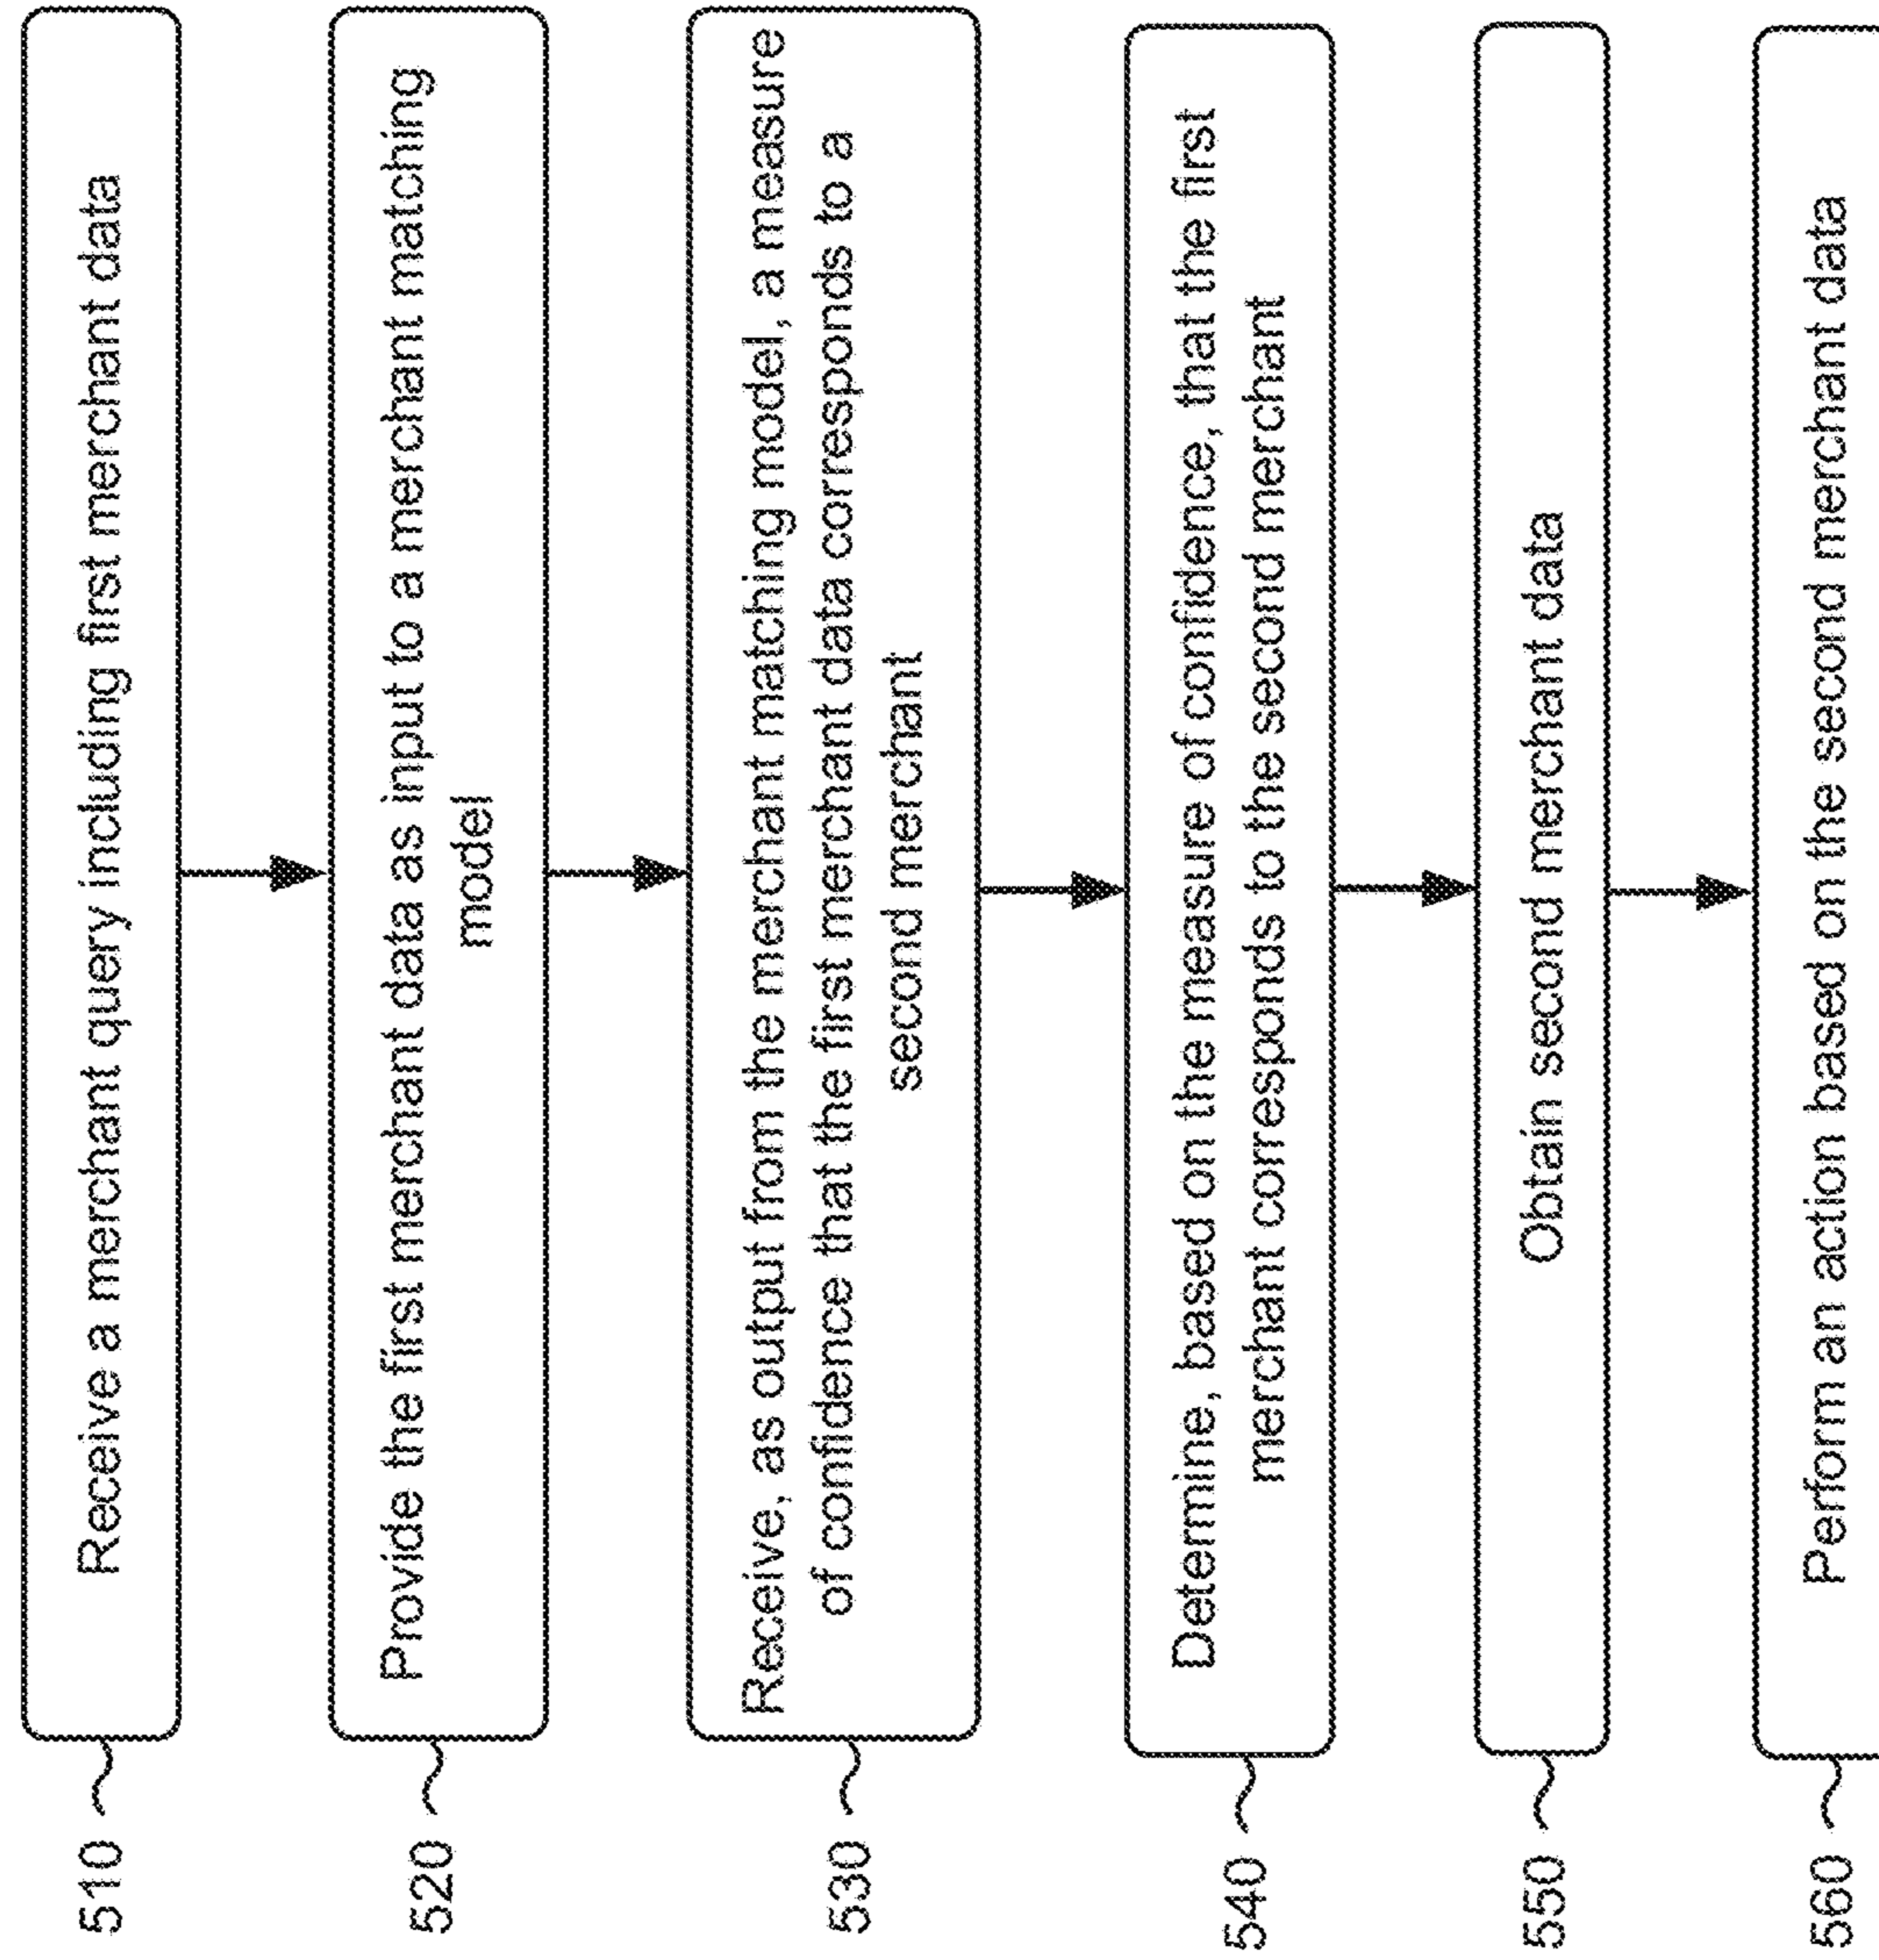 510
Receive a merchant query including first merchant data
520
Provide the first merchant data as input to a merchant matching
model
530
Receive, as output from the merchant matching model, a measure
of confidence that the first merchant data corresponds to a
second merchant
540
Determine, based on the measure of confidence, that the first
merchant corresponds to the second merchant
550
Obtain second merchant data
560
Perform an action based on the second merchant data